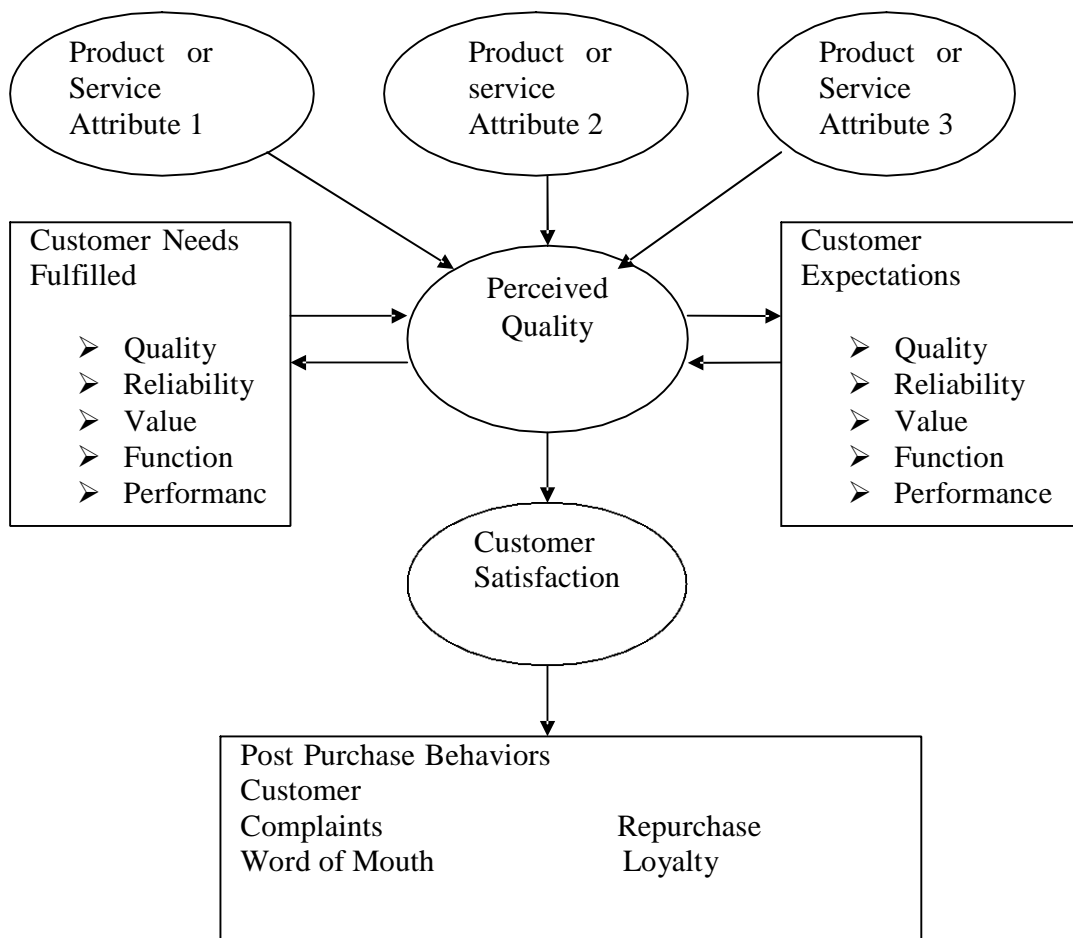 Product or
Service
Attribute 1
Product or
service
Attribute 2
Product or
Service
Attribute 3
Customer Needs
Fulfilled
➢ Quality
➢ Reliability
➢ Value
➢ Function
➢ Performanc
Perceived
Quality
Customer
Expectations
➢ Quality
➢ Reliability
➢ Value
➢ Function
➢ Performance
Customer
Satisfaction
Post Purchase Behaviors
Customer
Complaints Repurchase
Word of Mouth Loyalty